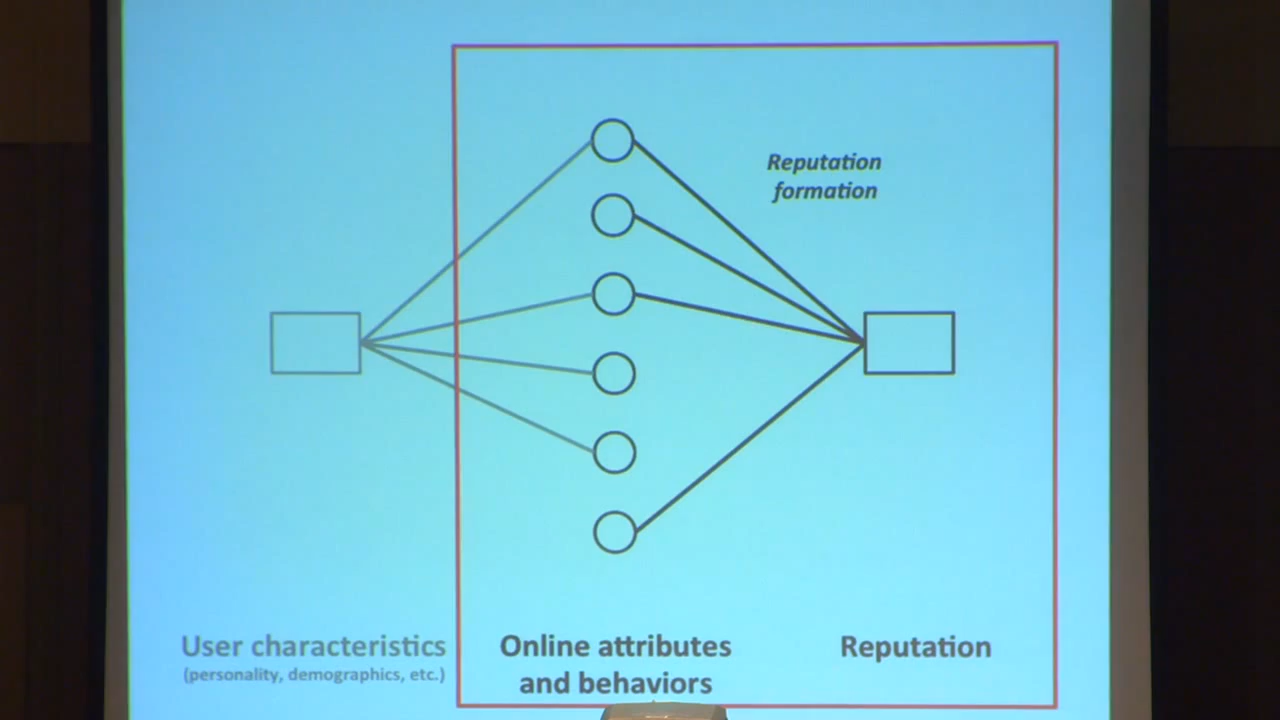 Reputation
formation
User characteristics
(personality, demographics, etc.)
Online attributes
and behaviors
Reputation